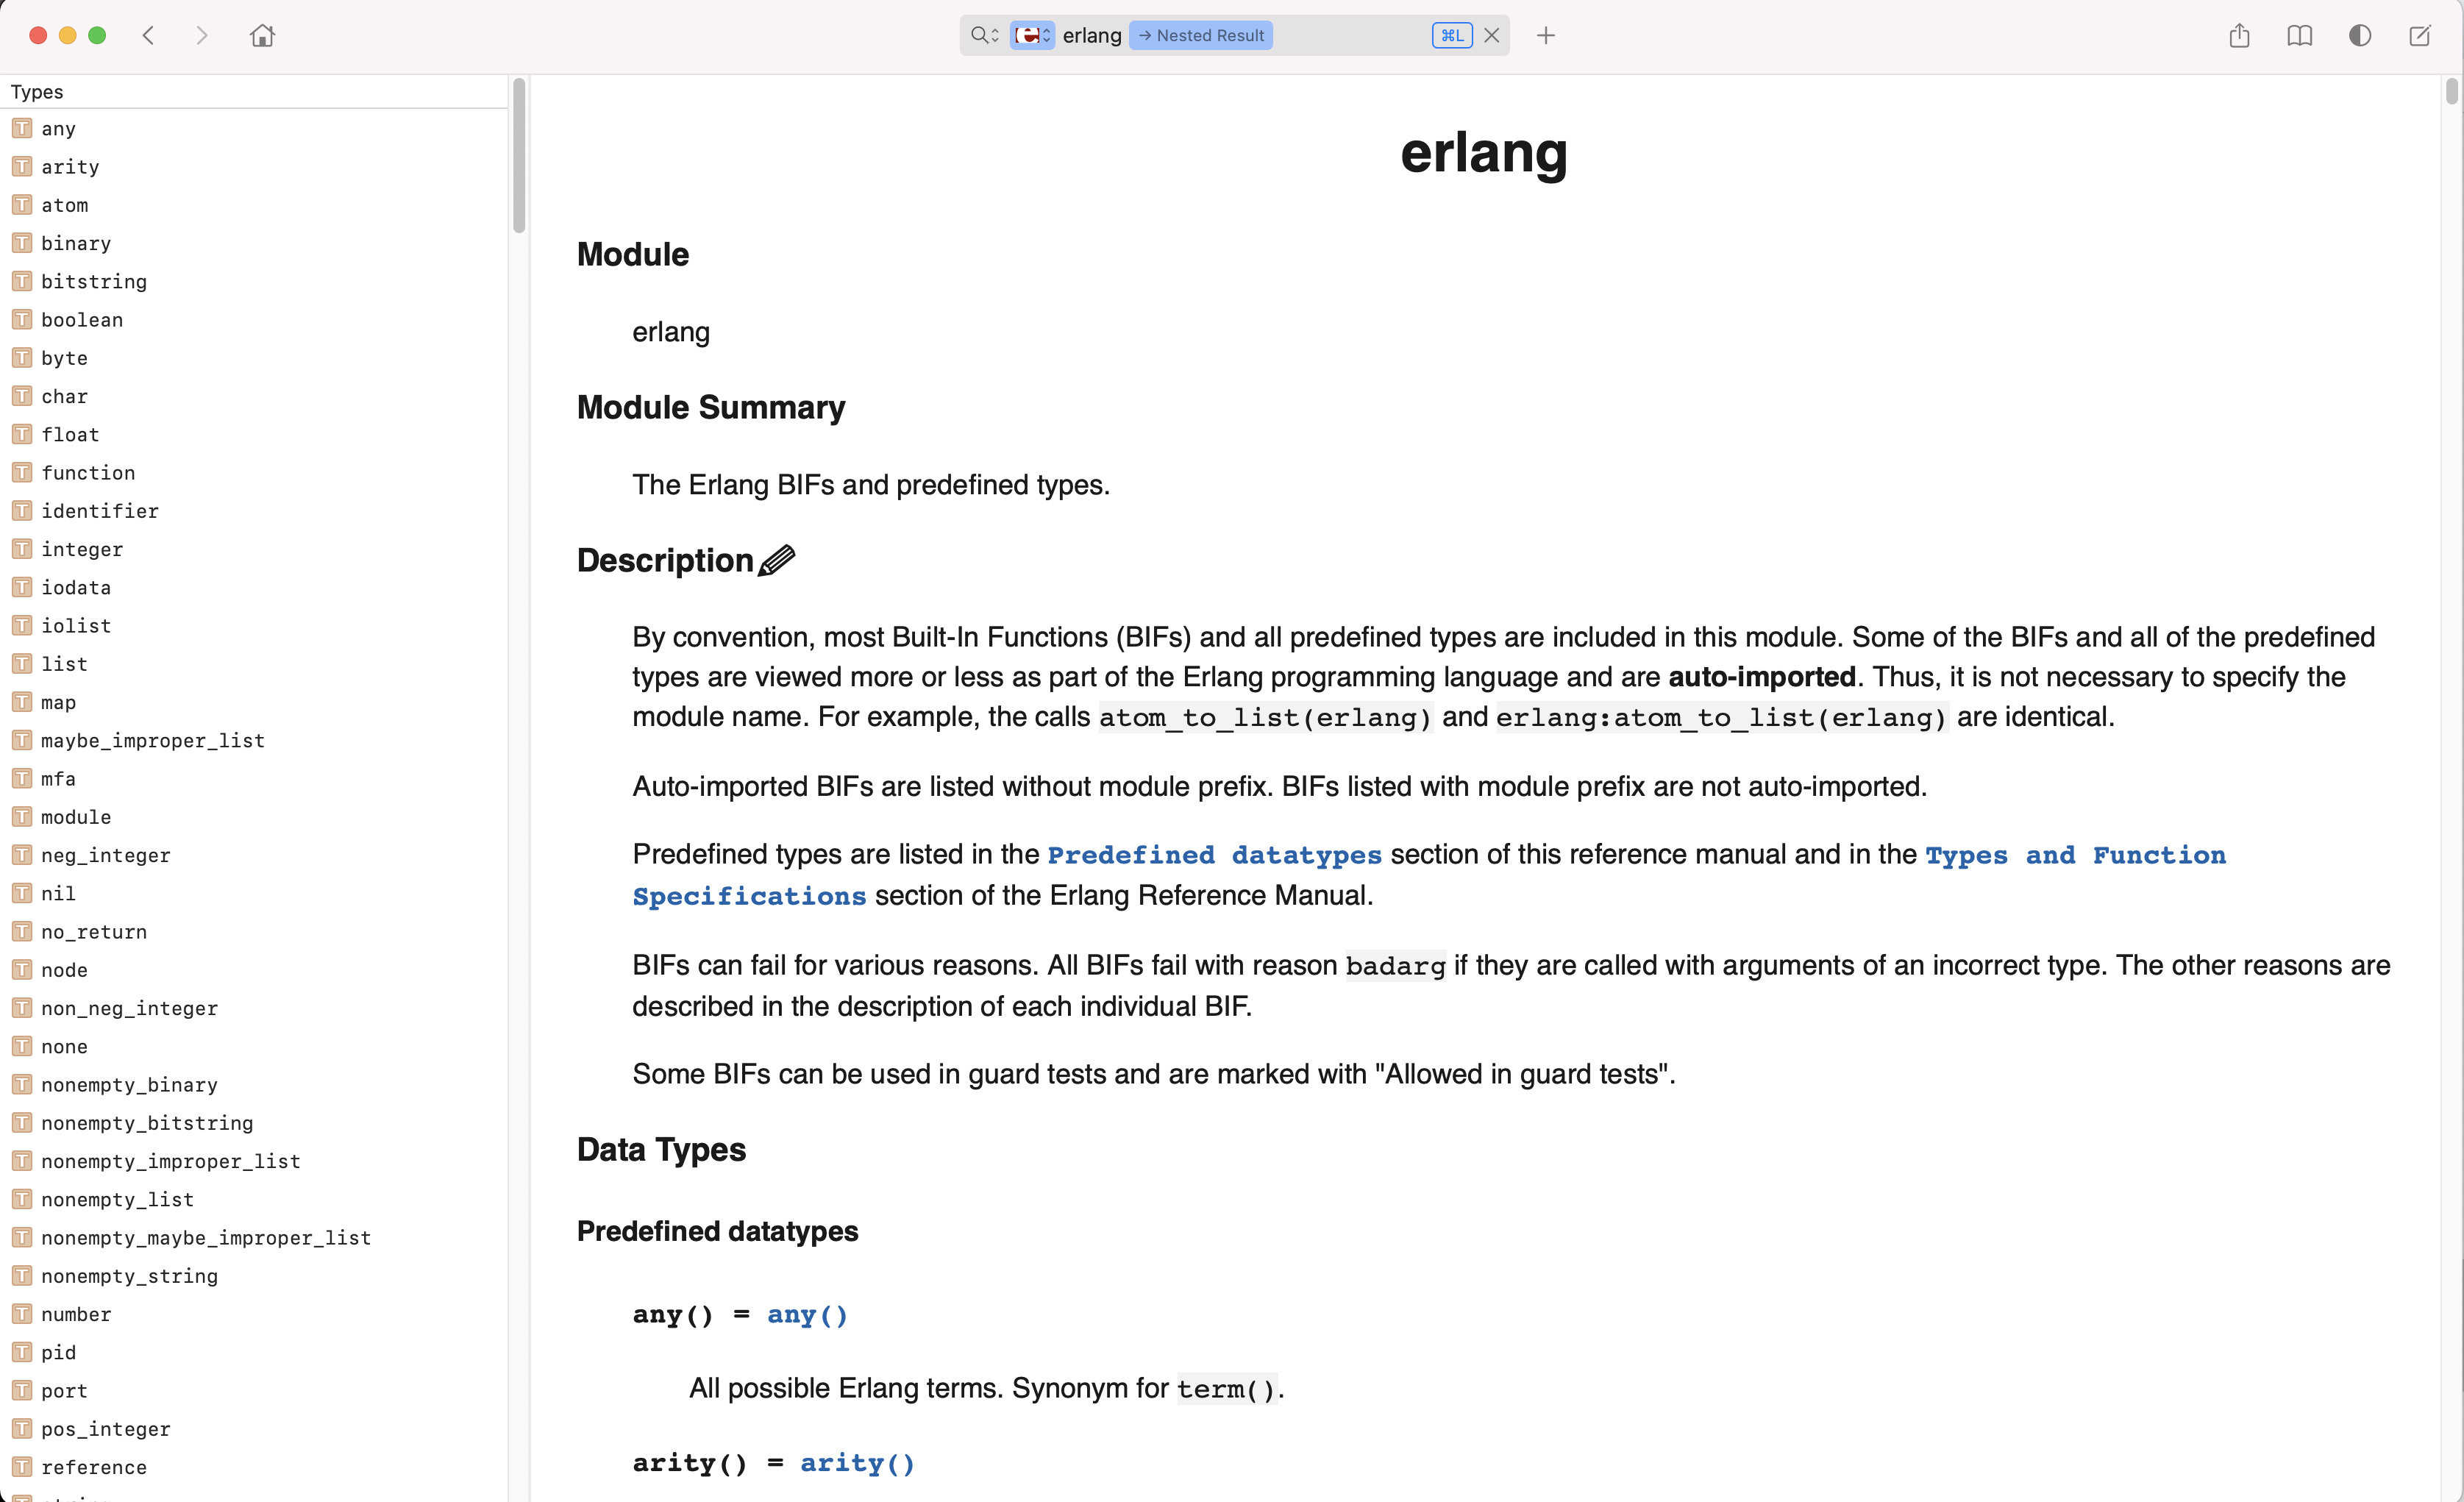 erlang → Nested Result ⌘L
Types
any
arity
atom
binary
bitstring
boolean
byte
char
float
function
identifier
integer
iodata
iolist
list
map
maybe_improper_list
mfa
module
neg_integer
nil
no_return
node
non_neg_integer
none
nonempty_binary
nonempty_bitstring
nonempty_improper_list
nonempty_list
nonempty_maybe_improper_list
nonempty_string
number
pid
port
pos_integer
reference
erlang
Module
erlang
Module Summary
The Erlang BIFs and predefined types.
Description
By convention, most Built-In Functions (BIFs) and all predefined types are included in this module. Some of the BIFs and all of the predefined
types are viewed more or less as part of the Erlang programming language and are auto-imported. Thus, it is not necessary to specify the
module name. For example, the calls atom_to_list(erlang) and erlang:atom_to_list(erlang) are identical.
Auto-imported BIFs are listed without module prefix. BIFs listed with module prefix are not auto-imported.
Predefined types are listed in the Predefined datatypes section of this reference manual and in the Types and Function
Specifications section of the Erlang Reference Manual.
BIFs can fail for various reasons. All BIFs fail with reason badarg if they are called with arguments of an incorrect type. The other reasons are
described in the description of each individual BIF.
Some BIFs can be used in guard tests and are marked with "Allowed in guard tests".
Data Types
Predefined datatypes
any() = any()
All possible Erlang terms. Synonym for term().
arity() = arity()